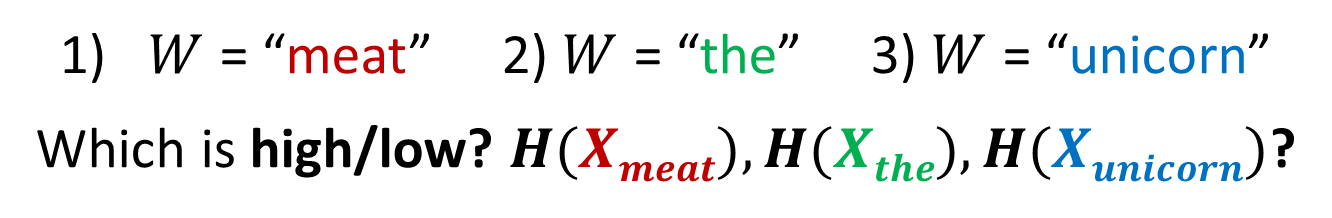 1) W = “meat” 2) W = “the” 3) W = “unicorn”
Which is high/low? H(X_meat), H(X_the), H(X_unicorn)?